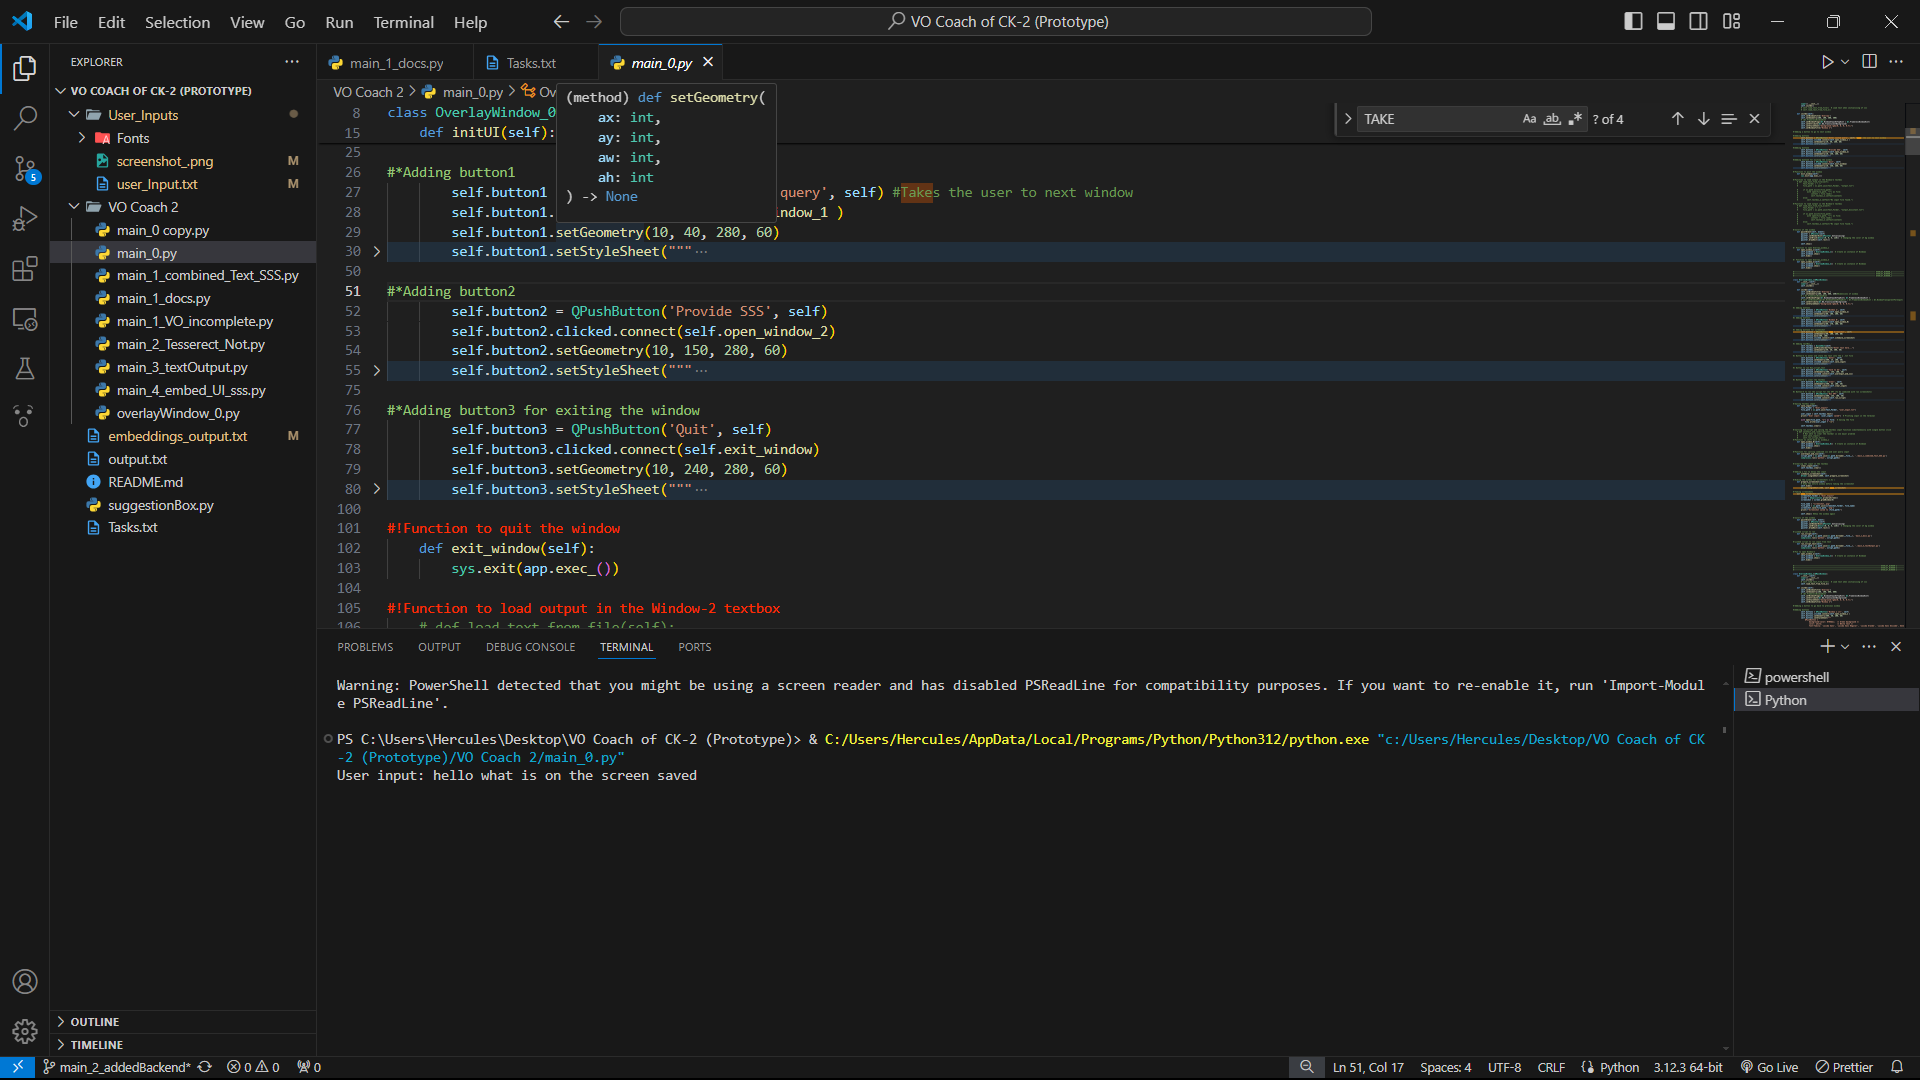 File Edit Selection View Go Run Terminal Help
VO Coach of CK-2 (Prototype)
EXPLORER
VO COACH OF CK-2 (PROTOTYPE)
User_Inputs
Fonts
screenshot_.png M
user_Input.txt M
VO Coach 2
main_0 copy.py
main_0.py
main_1_combined_Text_SSS.py
main_1_docs.py
main_1_VO_incomplete.py
main_2_Tesserect_Not.py
main_3_textOutput.py
main_4_embed_UI_sss.py
overlayWindow_0.py
embeddings_output.txt M
output.txt
README.md
suggestionBox.py
Tasks.txt
OUTLINE
TIMELINE
5
main_1_docs.py Tasks.txt main_0.py
VO Coach 2 > main_0.py > Ov
(method) def setGeometry(
ax: int,
ay: int,
aw: int,
ah: int
) -> None
TAKE Aa ab ? of 4
8 class OverlayWindow_0
15 def initUI(self):
25
26 #*Adding button1
27 self.button1 query', self) #Takes the user to next window
28 self.button1. ndow_1 )
29 self.button1.setGeometry(10, 40, 280, 60)
30 self.button1.setStyleSheet("""···
50
51 #*Adding button2
52 self.button2 = QPushButton('Provide SSS', self)
53 self.button2.clicked.connect(self.open_window_2)
54 self.button2.setGeometry(10, 150, 280, 60)
55 self.button2.setStyleSheet("""···
75
76 #*Adding button3 for exiting the window
77 self.button3 = QPushButton('Quit', self)
78 self.button3.clicked.connect(self.exit_window)
79 self.button3.setGeometry(10, 240, 280, 60)
80 self.button3.setStyleSheet("""···
100
101 #!Function to quit the window
102 def exit_window(self):
103 sys.exit(app.exec_())
104
105 #!Function to load output in the Window-2 textbox
106 # def load_text_from_file(self):
PROBLEMS OUTPUT DEBUG CONSOLE TERMINAL PORTS
Warning: PowerShell detected that you might be using a screen reader and has disabled PSReadLine for compatibility purposes. If you want to re-enable it, run 'Import-Modul
e PSReadLine'.
PS C:\Users\Hercules\Desktop\VO Coach of CK-2 (Prototype)> & C:/Users/Hercules/AppData/Local/Programs/Python/Python312/python.exe "c:/Users/Hercules/Desktop/VO Coach of CK
-2 (Prototype)/VO Coach 2/main_0.py"
User input: hello what is on the screen saved
powershell
Python
main_2_addedBackend* 0 0 0 Ln 51, Col 17 Spaces: 4 UTF-8 CRLF Python 3.12.3 64-bit Go Live Prettier